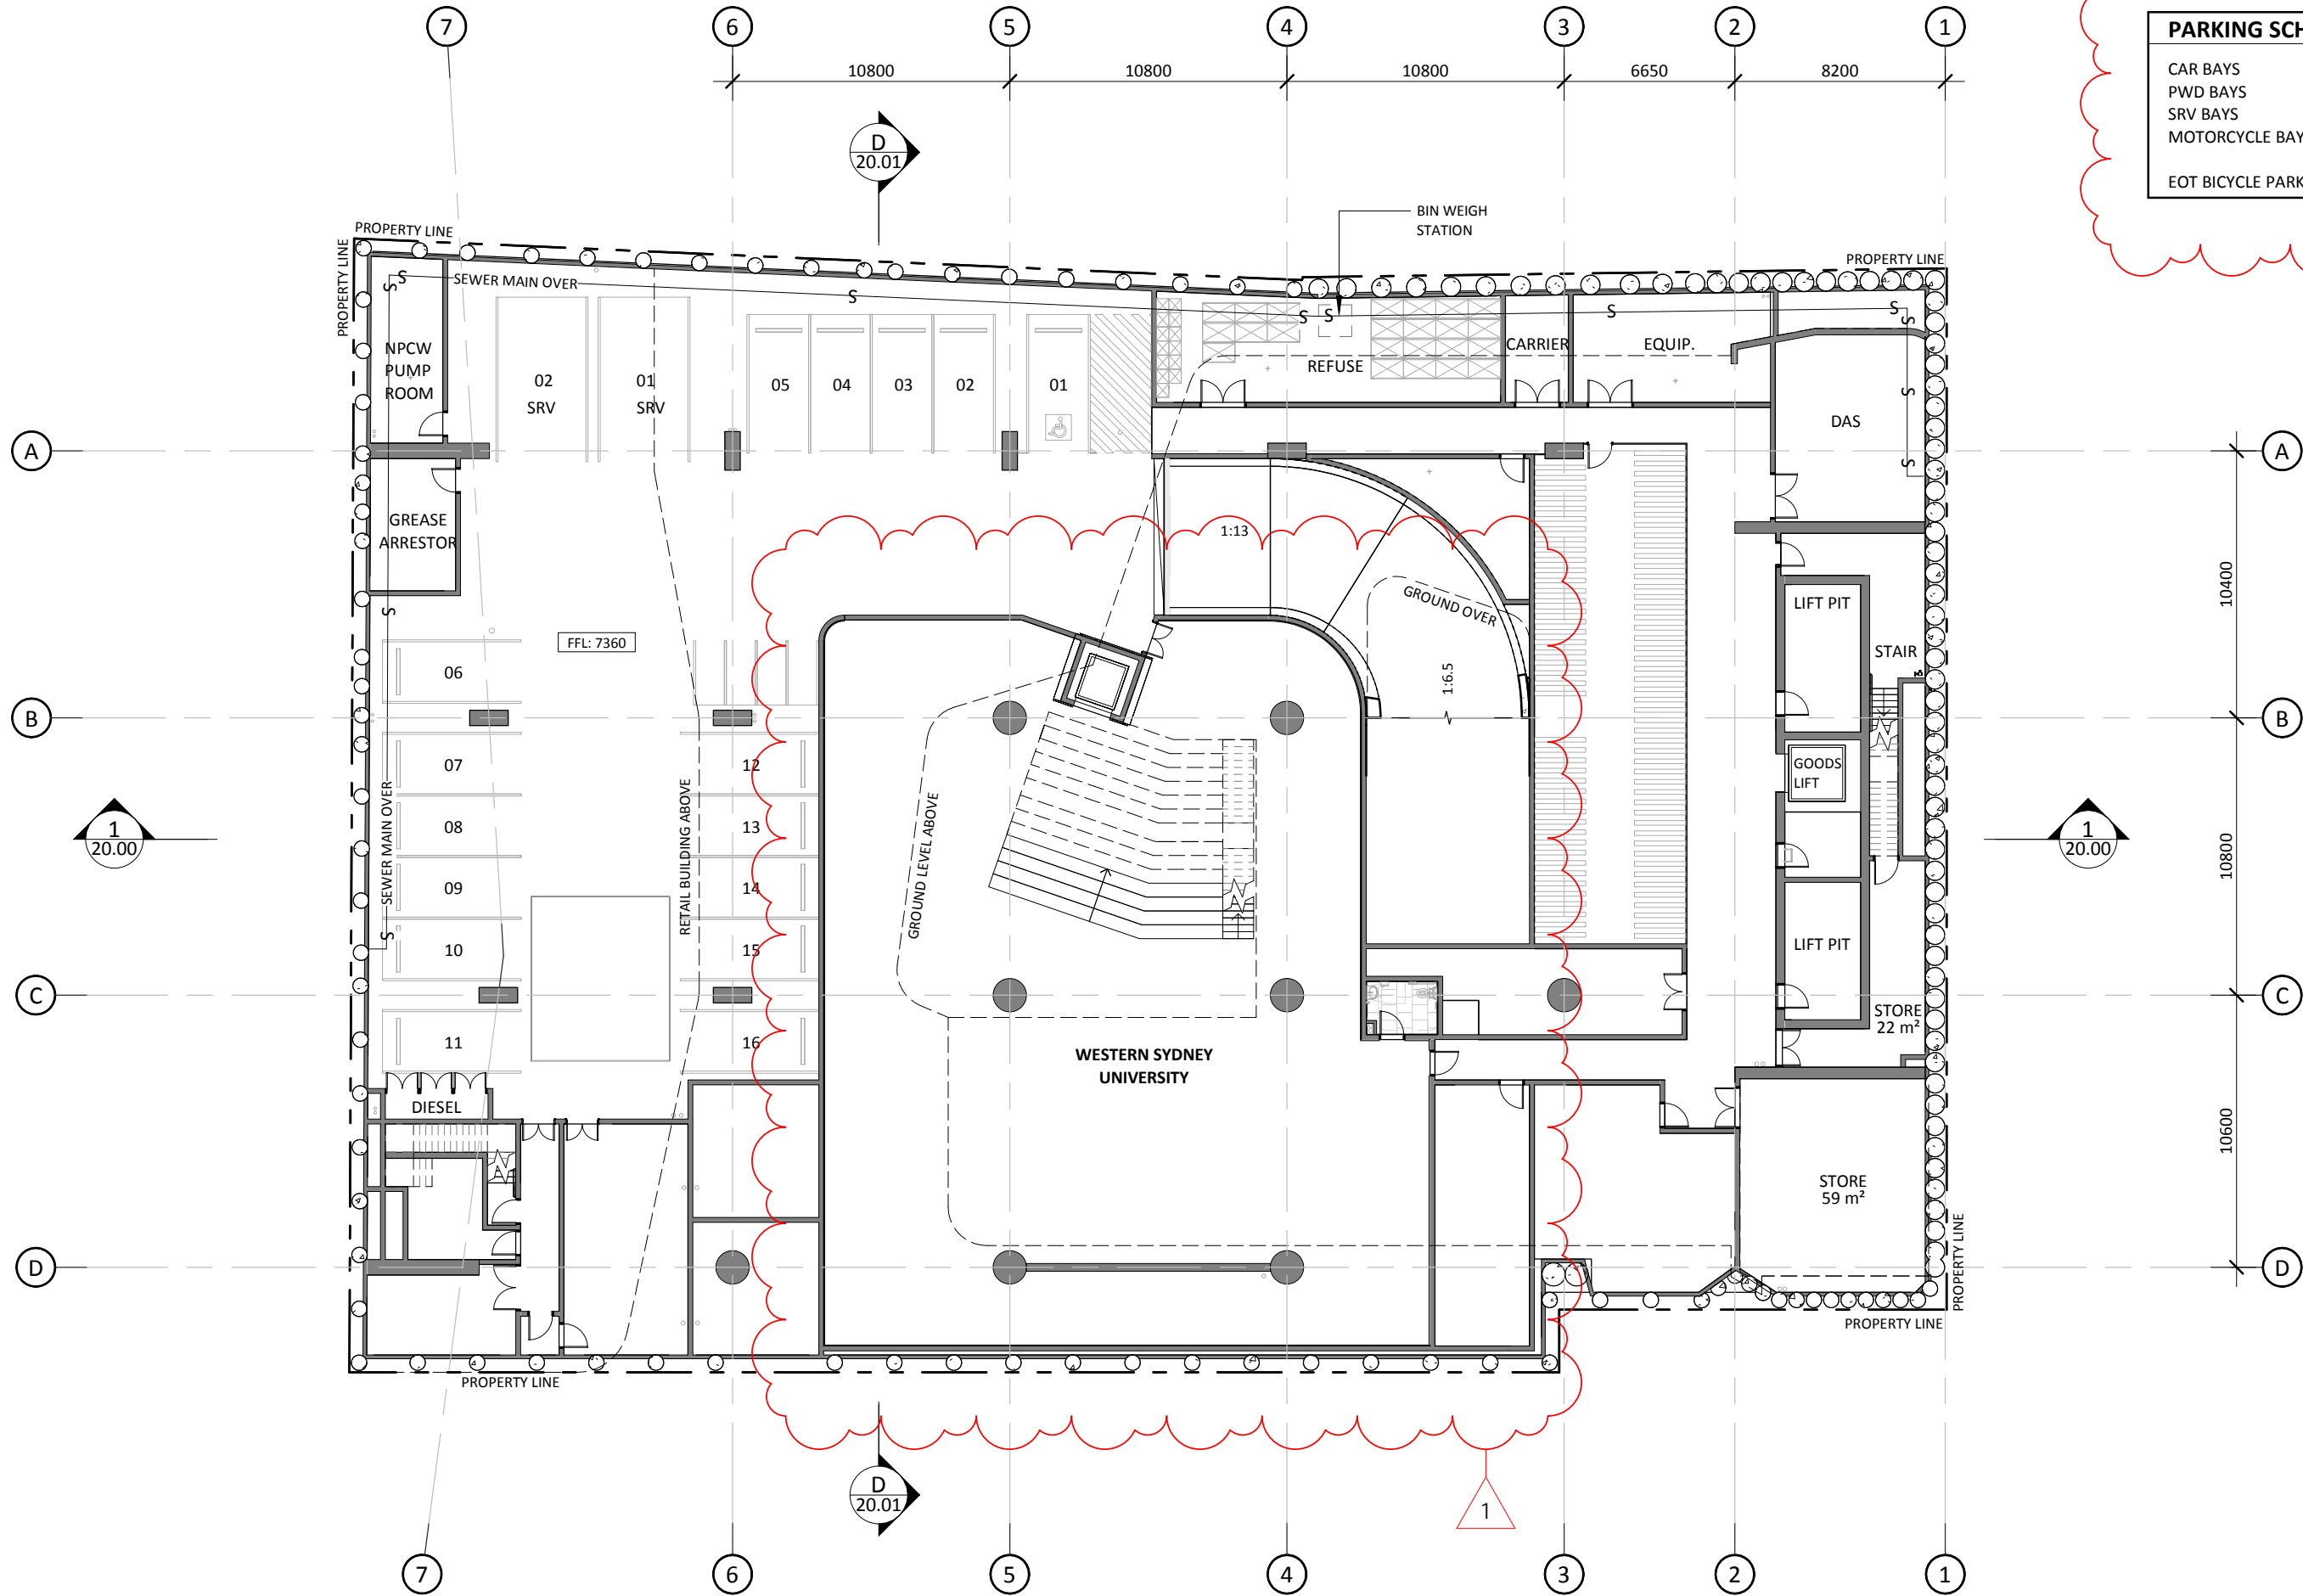 7
6
5
4
3
2
1
PARKING SCH
CAR BAYS
PWD BAYS
SRV BAYS
MOTORCYCLE BAY
EOT BICYCLE PARK
10800
10800
10800
6650
8200
D
20.01
BIN WEIGH
STATION
PROPERTY LINE
PROPERTY LINE
PROPERTY LINE
S
S
SEWER MAIN OVER
S
S
S
S
S
S
NPCW
PUMP
ROOM
02
SRV
01
SRV
05
04
03
02
01
REFUSE
CARRIER
EQUIP.
DAS
S
S
A
A
GREASE
ARRESTOR
1:13
10400
GROUND OVER
LIFT PIT
S
FFL: 7360
STAIR
06
1:6.5
B
B
07
12
GOODS
LIFT
SEWER MAIN OVER
RETAIL BUILDING ABOVE
GROUND LEVEL ABOVE
08
13
1
20.00
1
20.00
10800
09
14
10
15
S
LIFT PIT
C
C
STORE
22 m²
11
16
WESTERN SYDNEY
UNIVERSITY
DIESEL
10600
STORE
59 m²
PROPERTY LINE
D
D
PROPERTY LINE
PROPERTY LINE
D
20.01
1
7
6
5
4
3
2
1